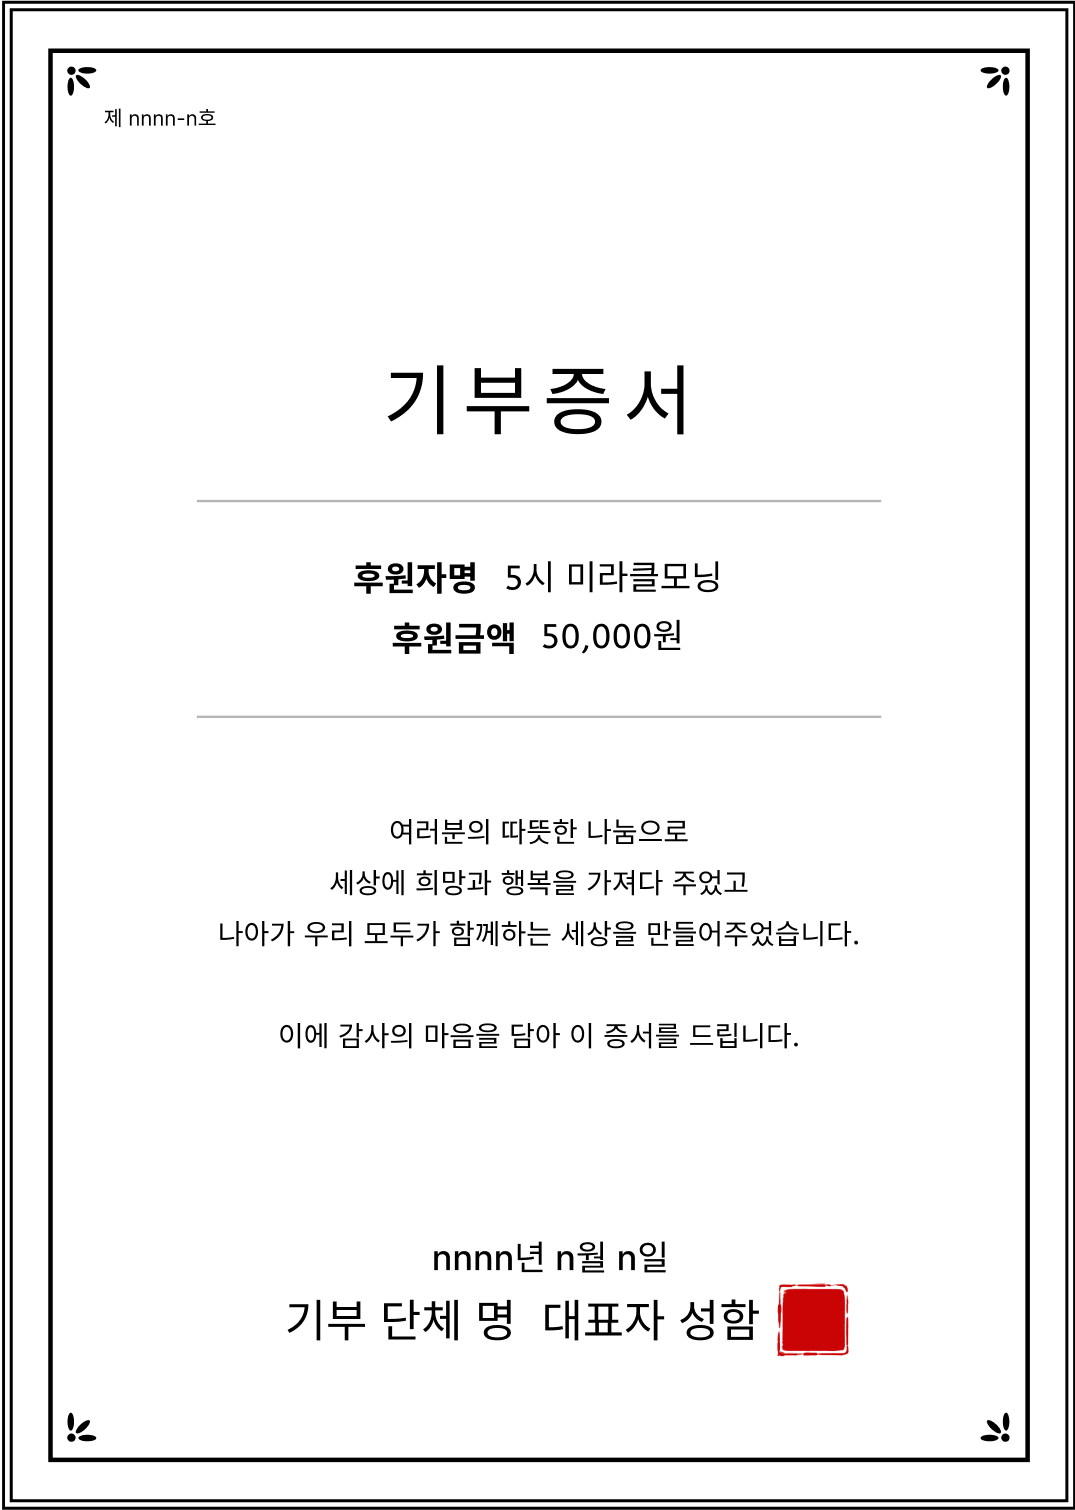 제 nnnn-n호
기부증서
후원자명 5시 미라클모닝
후원금액 50,000원
여러분의 따뜻한 나눔으로
세상에 희망과 행복을 가져다 주었고
나아가 우리 모두가 함께하는 세상을 만들어주었습니다.
이에 감사의 마음을 담아 이 증서를 드립니다.
nnnn년 n월 n일
기부 단체 명 대표자 성함